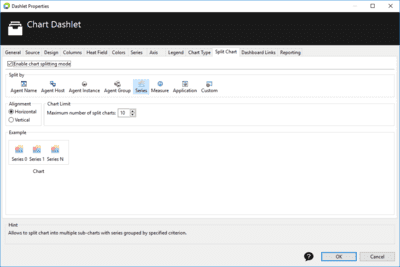 Dashlet Properties
Chart Dashlet
General Source Design Columns Heat Field Colors Series Axis Legend Chart Type Split Chart Dashboard Links Reporting
Enable chart splitting mode
Split by
Agent Name Agent Host Agent Instance Agent Group Series Measure Application Custom
Alignment Chart Limit
Horizontal Maximum number of split charts: 10
Vertical
Example
Series 0 Series 1 Series N
Chart
Hint
Allows to split chart into multiple sub-charts with series grouped by specified criterism.
? OK Cancel